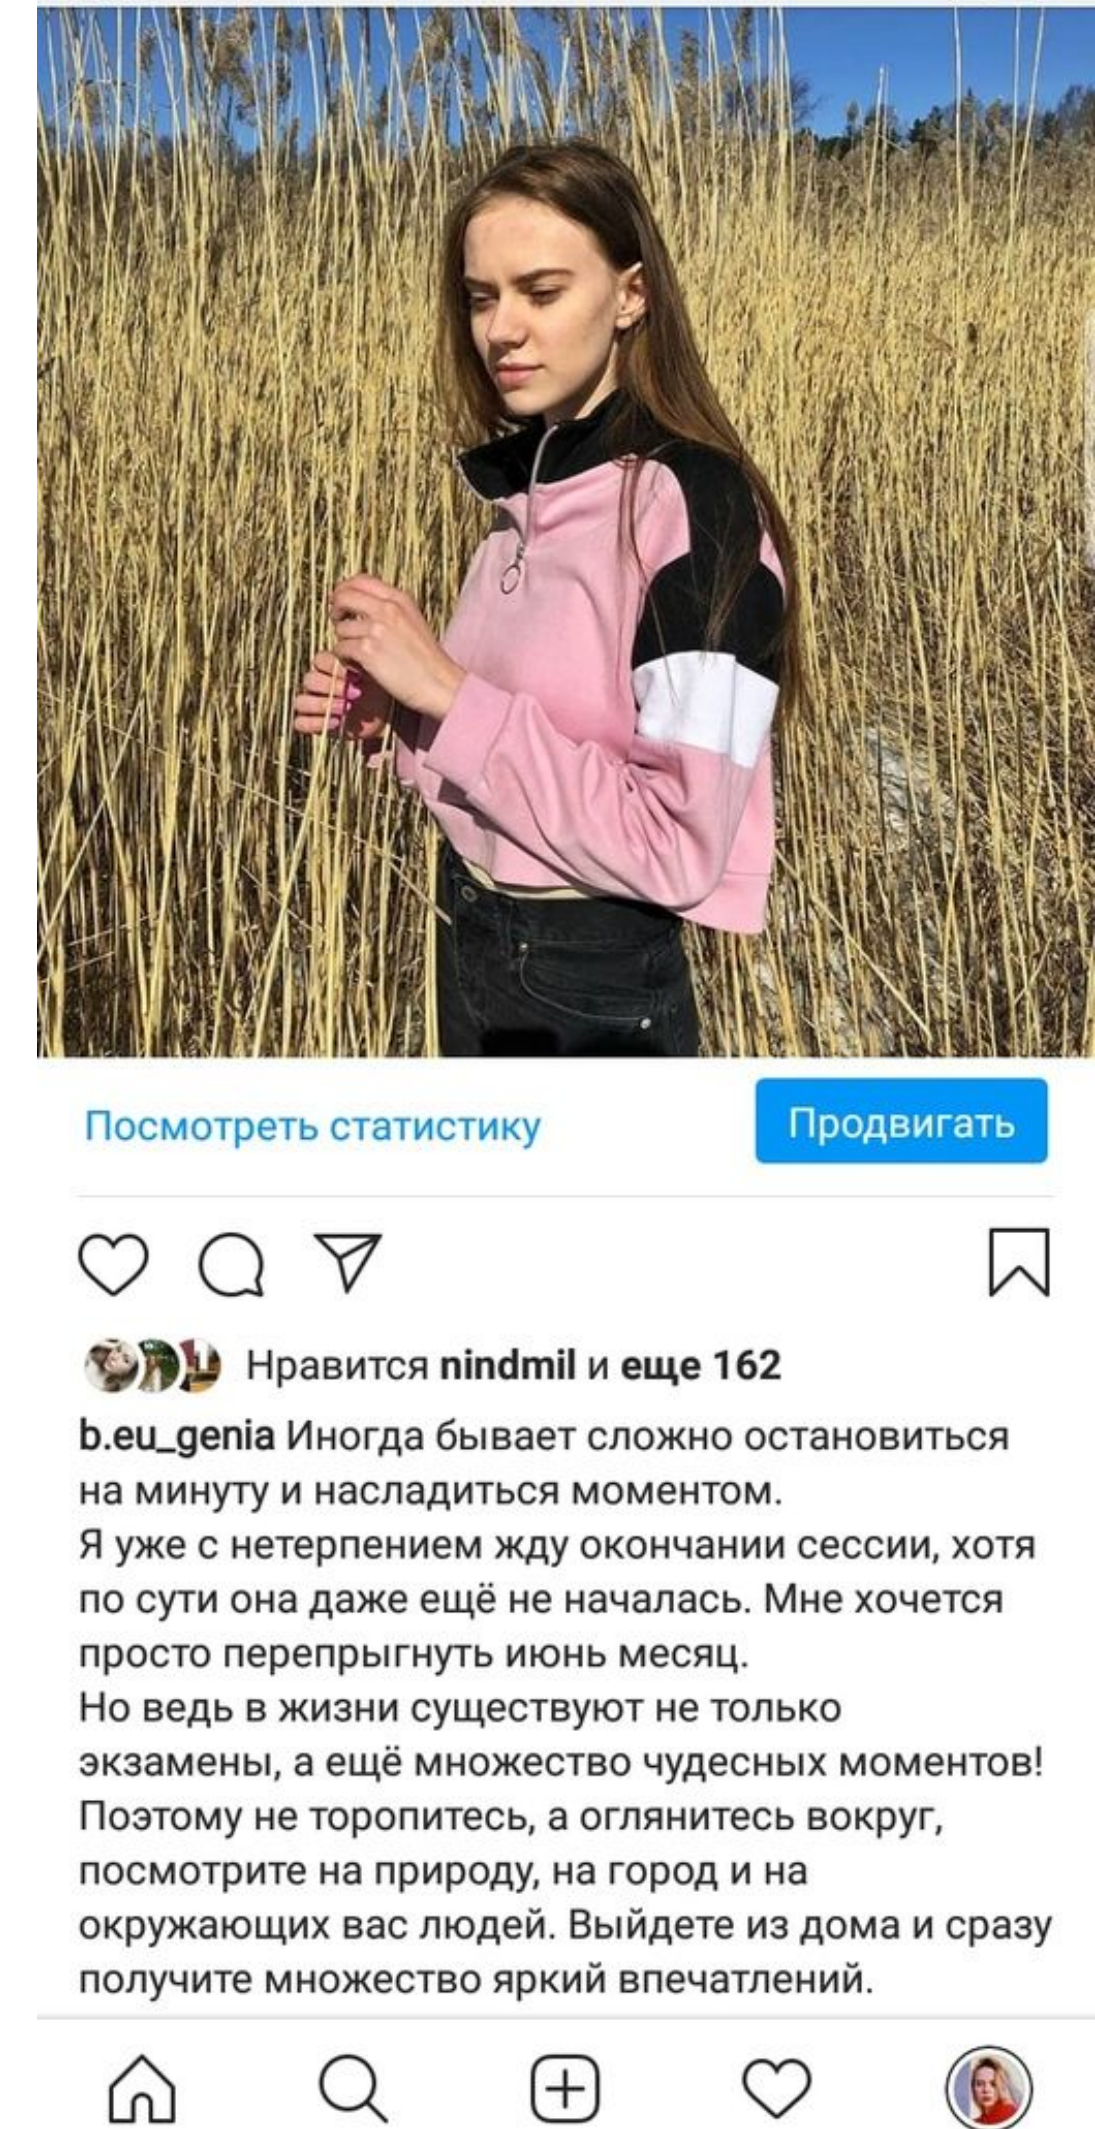 Посмотреть статистику
Продвигать
Нравится nindmil и еще 162
b.eu_genia Иногда бывает сложно остановиться
на минуту и насладиться моментом.
Я уже с нетерпением жду окончании сессии, хотя
по сути она даже ещё не началась. Мне хочется
просто перепрыгнуть июнь месяц.
Но ведь в жизни существуют не только
экзамены, а ещё множество чудесных моментов!
Поэтому не торопитесь, а оглянитесь вокруг,
посмотрите на природу, на город и на
окружающих вас людей. Выйдете из дома и сразу
получите множество яркий впечатлений.